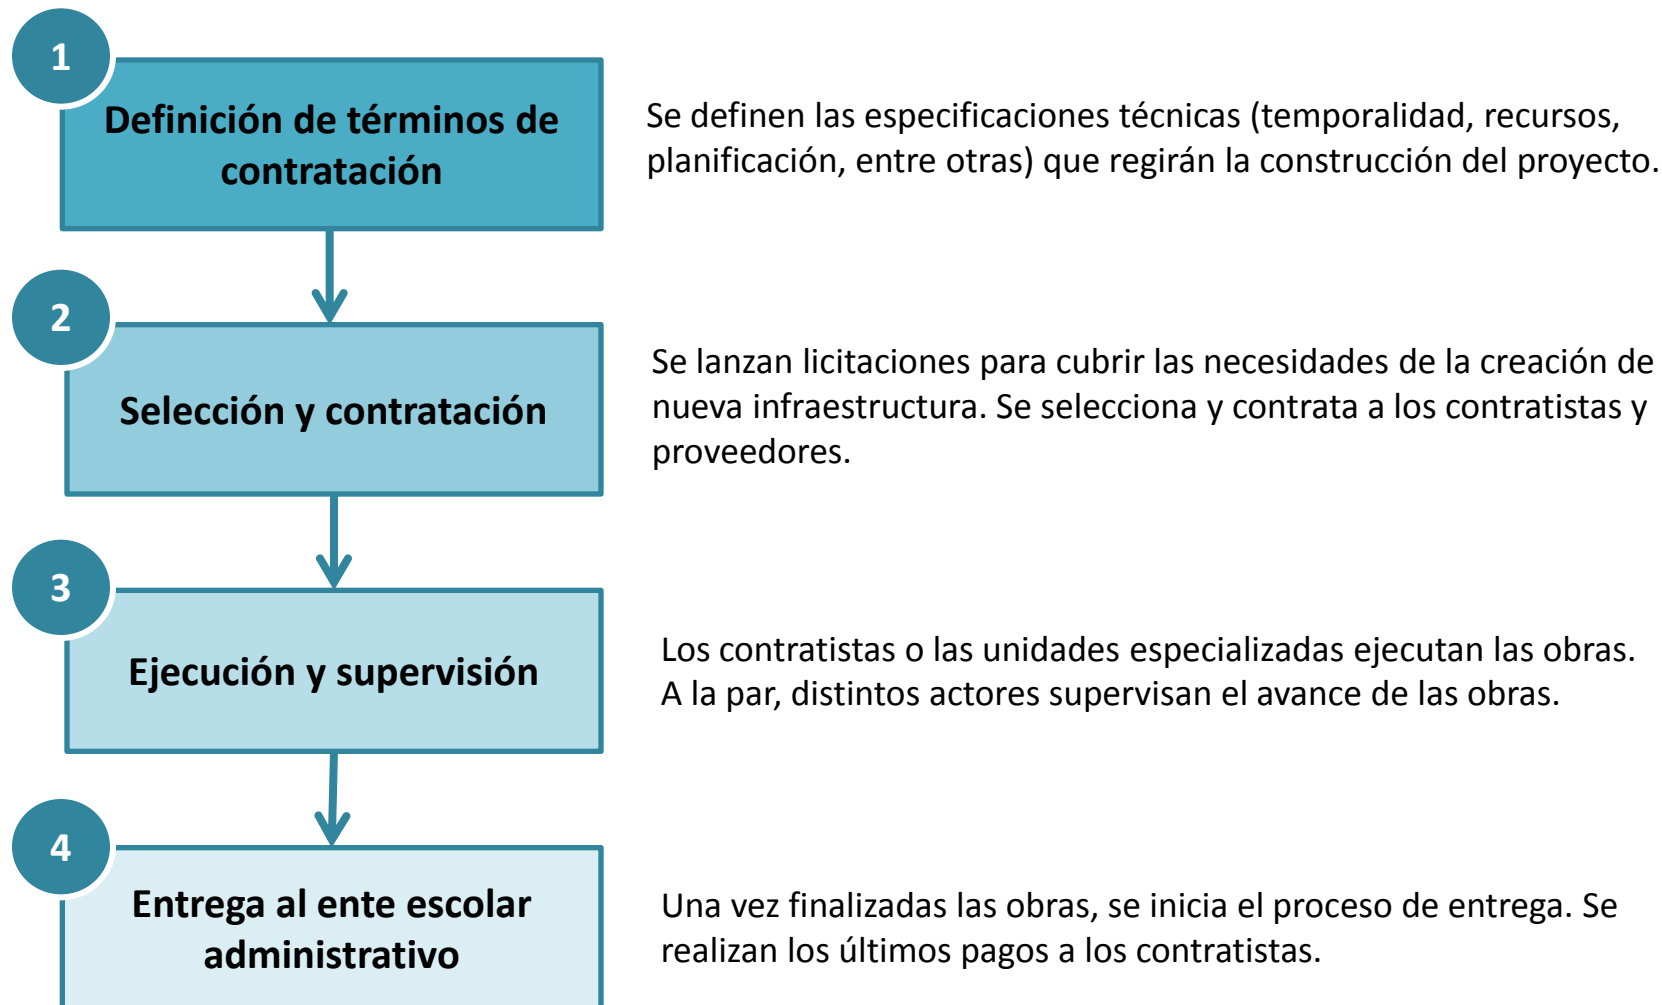 1
Definición de términos de
contratación
Se definen las especificaciones técnicas (temporalidad, recursos,
planificación, entre otras) que regirán la construcción del proyecto.
2
Selección y contratación
Se lanzan licitaciones para cubrir las necesidades de la creación de
nueva infraestructura. Se selecciona y contrata a los contratistas y
proveedores.
3
Ejecución y supervisión
Los contratistas o las unidades especializadas ejecutan las obras.
A la par, distintos actores supervisan el avance de las obras.
4
Entrega al ente escolar
administrativo
Una vez finalizadas las obras, se inicia el proceso de entrega. Se
realizan los últimos pagos a los contratistas.